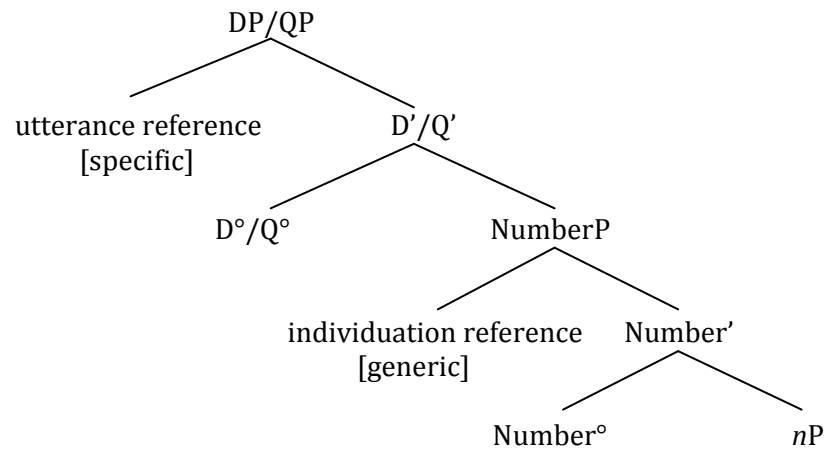 DP/QP
utterance reference
[specific]
D’/Q’
D°/Q°
NumberP
individuation reference
[generic]
Number’
Number°
nP